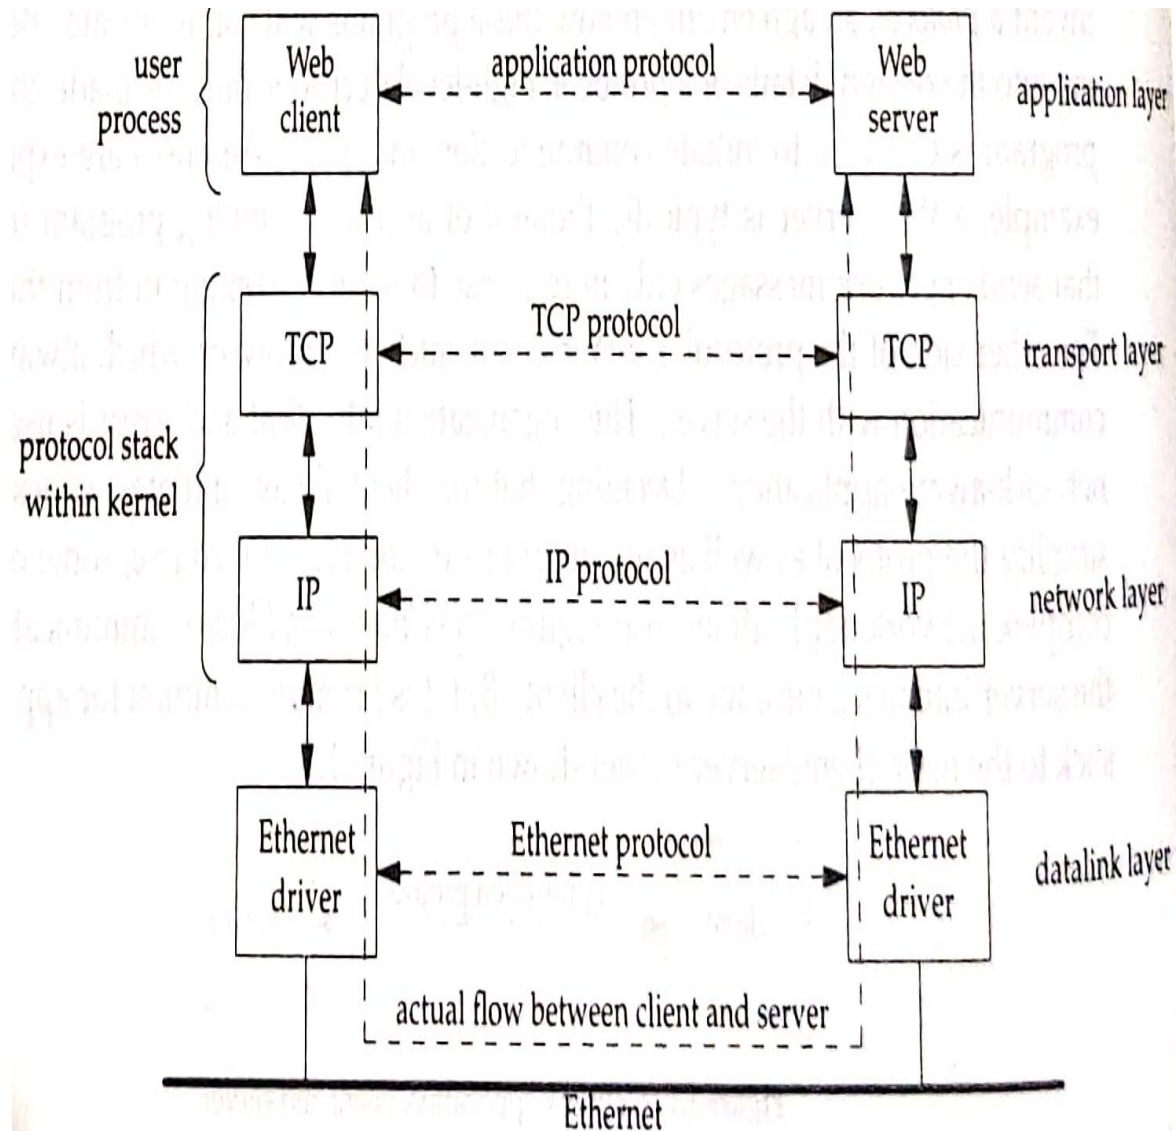 user
process
Web
client
application protocol
Web
server
application layer
TCP
TCP protocol
TCP
transport layer
protocol stack
within kernel
IP
IP protocol
IP
network layer
Ethernet
driver
Ethernet protocol
Ethernet
driver
datalink layer
actual flow between client and server
Ethernet